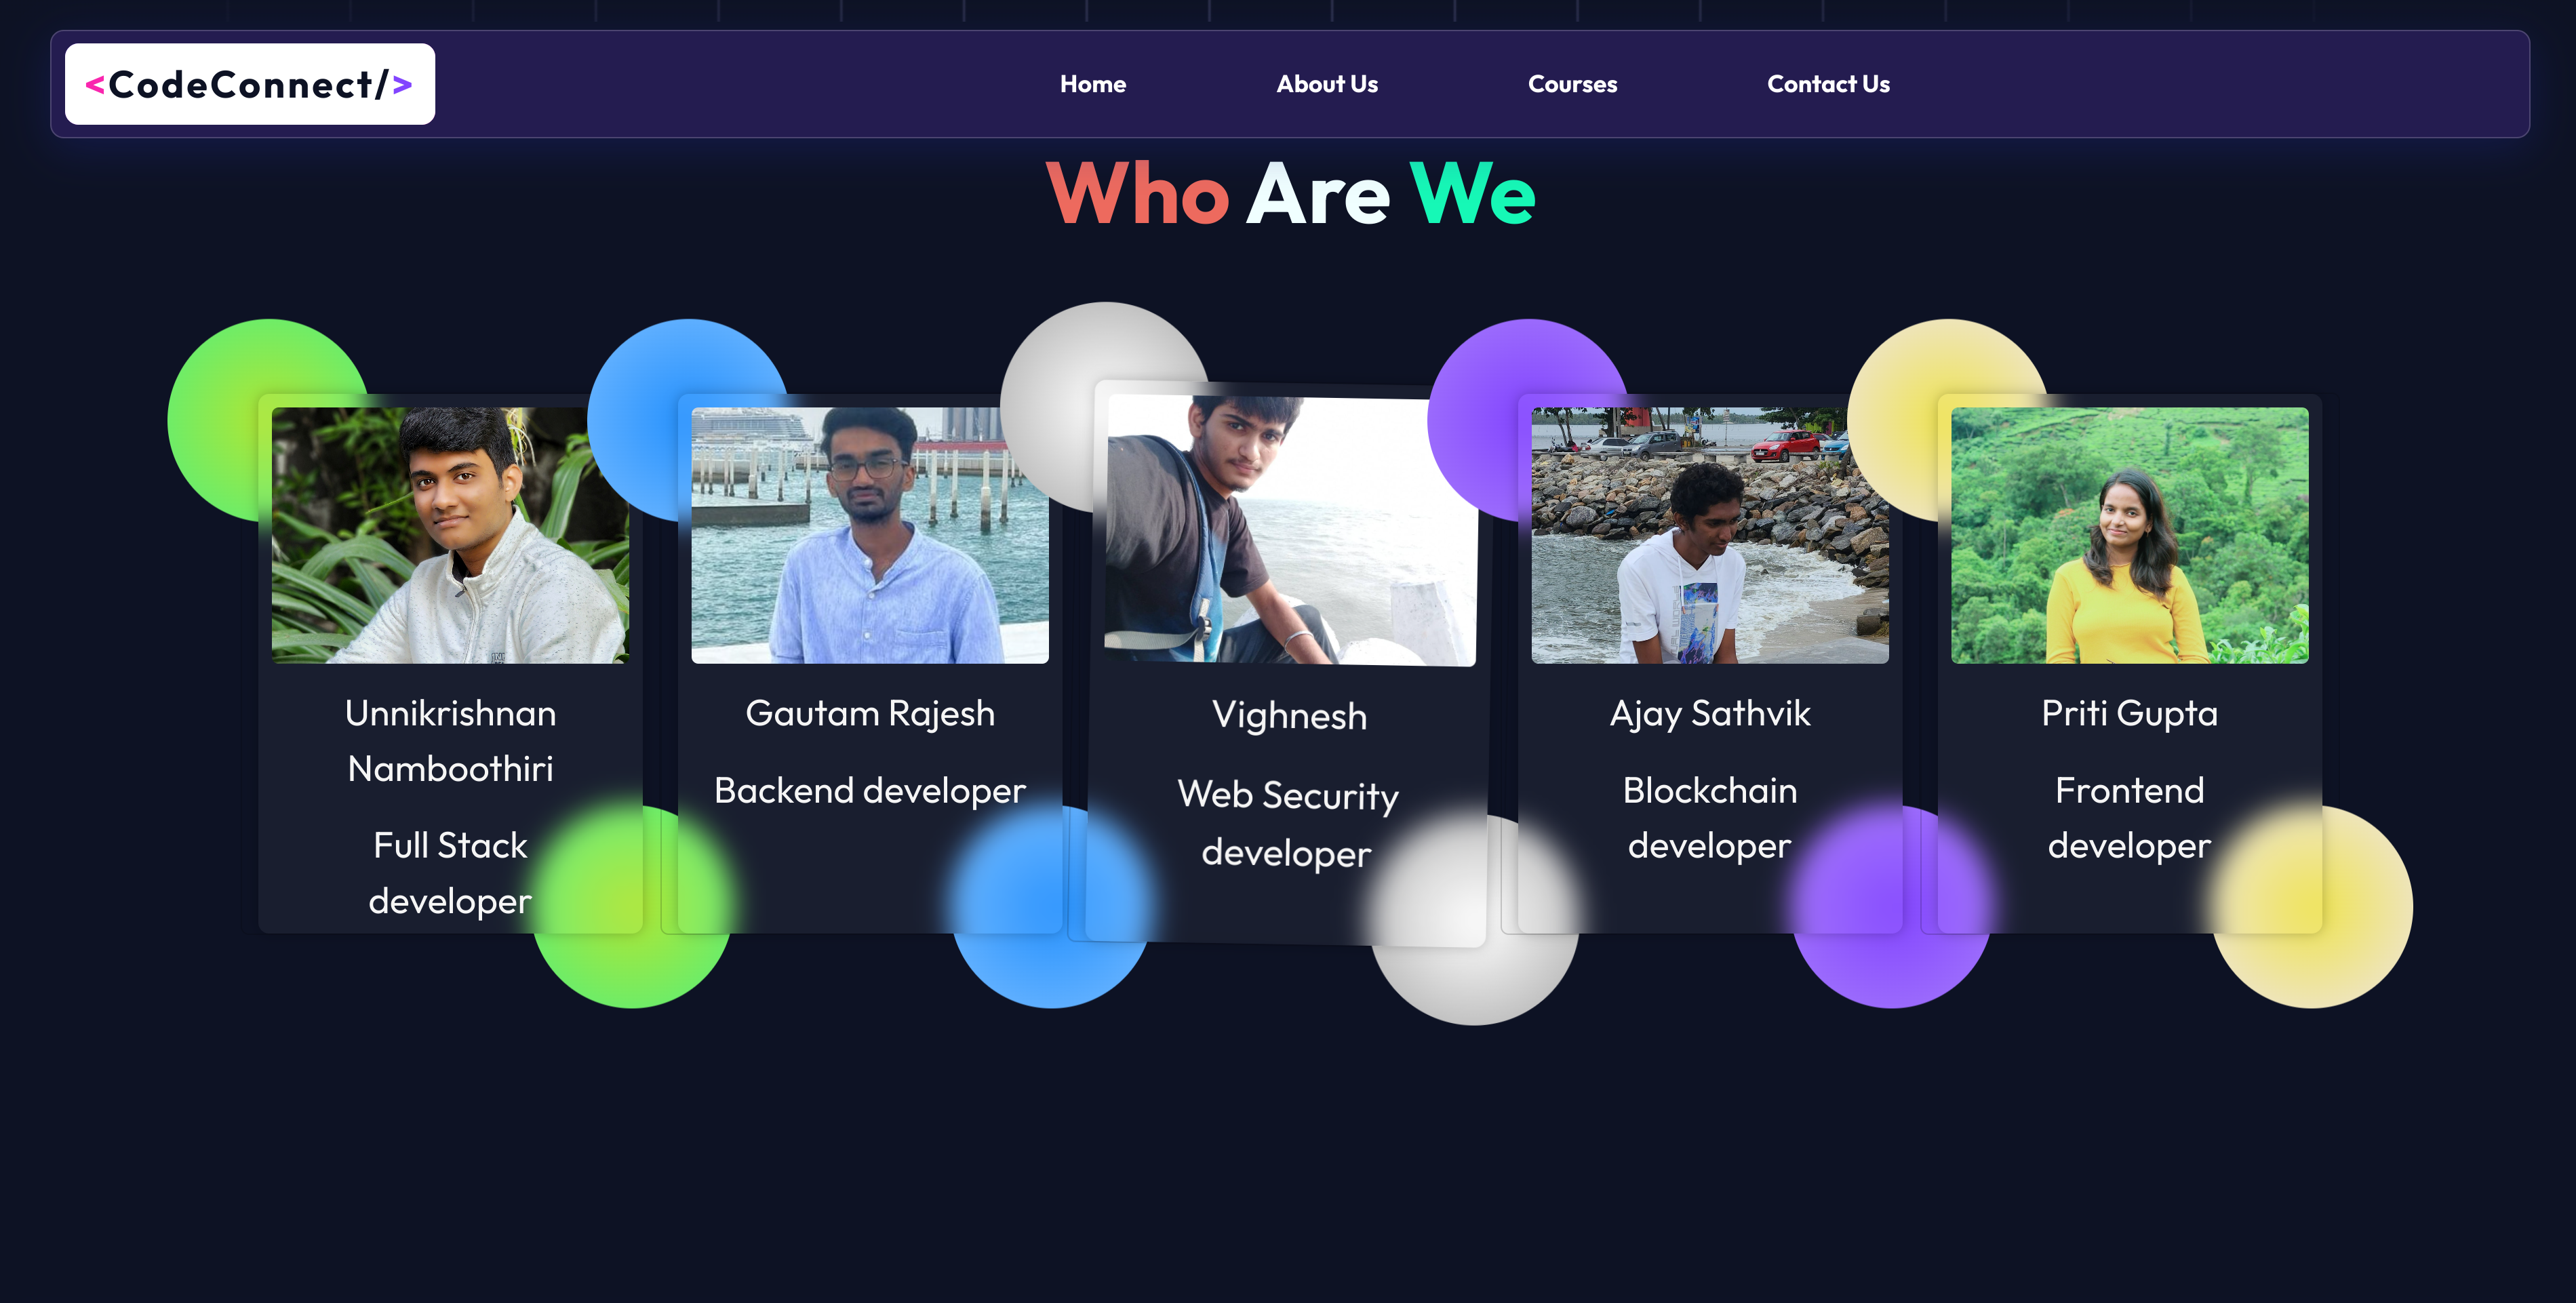 <CodeConnect/>
Home
About Us
Courses
Contact Us
Who Are We
Unnikrishnan
Namboothiri
Full Stack
developer
Gautam Rajesh
Backend developer
Vighnesh
Web Security
developer
Ajay Sathvik
Blockchain
developer
Priti Gupta
Frontend
developer